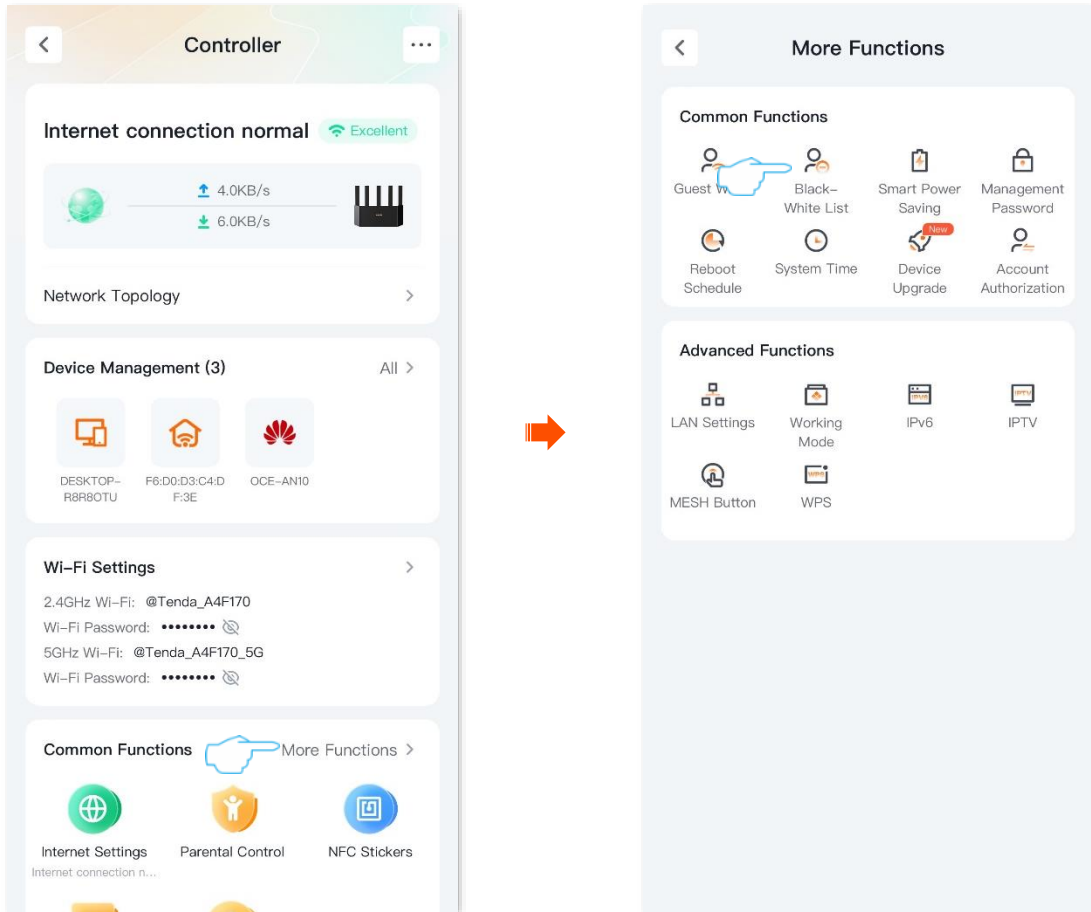 Controller
Internet connection normal
Excellent
4.0KB/s
6.0KB/s
Network Topology
Device Management (3)
All
DESKTOP-
R8R8OTU
F6:D0:D3:C4:D
F:3E
OCE-AN10
Wi-Fi Settings
2.4GHz Wi-Fi: @Tenda_A4F170
Wi-Fi Password: ••••••••
5GHz Wi-Fi: @Tenda_A4F170_5G
Wi-Fi Password: ••••••••
Common Functions
More Functions
Internet Settings
Internet connection n...
Parental Control
NFC Stickers
More Functions
Common Functions
Guest
Black-
White List
Smart Power
Saving
Management
Password
Reboot
Schedule
System Time
New
Device
Upgrade
Account
Authorization
Advanced Functions
LAN Settings
Working
Mode
IPV6
IPv6
IPTV
IPTV
MESH Button
WPS
WPS